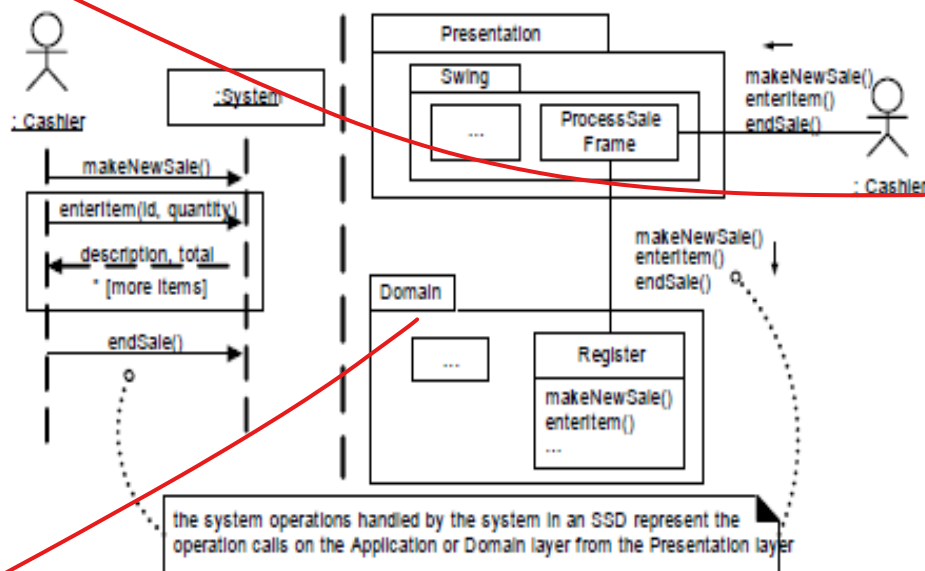 : Cashier
:System
makeNewSale()
enterItem(id, quantity)
description, total
* [more items]
endSale()
Presentation
Swing
...
ProcessSale
Frame
makeNewSale()
enterItem()
endSale()
: Cashier
makeNewSale()
enterItem()
endSale()
Domain
...
Register
makeNewSale()
enterItem()
...
the system operations handled by the system in an SSD represent the
operation calls on the Application or Domain layer from the Presentation layer